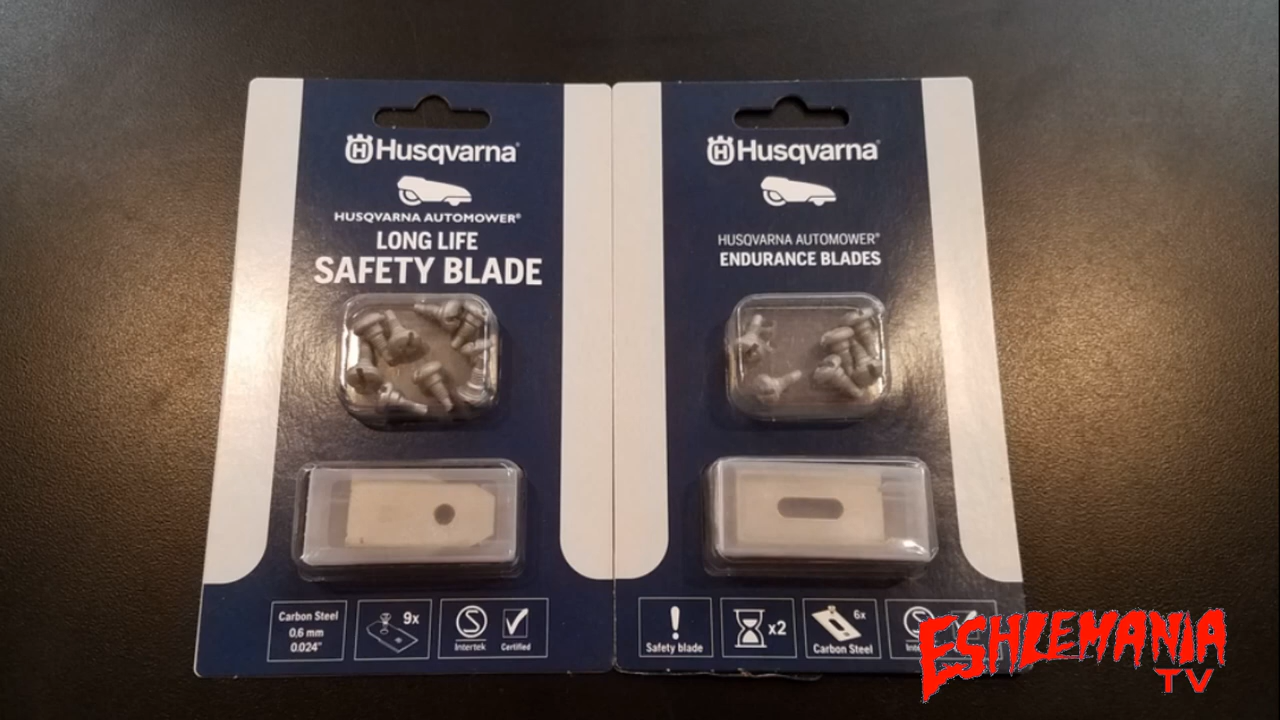 Husqvarna
HUSQVARNA AUTOMOWER®
LONG LIFE
SAFETY BLADE
Carbon Steel
0,6 mm
0.024"
9x
S
Intertek
Certified
Husqvarna
HUSQVARNA AUTOMOWER®
ENDURANCE BLADES
!
Safety blade
x2
6x
Carbon Steel
S
ESHLEMANIA
TV